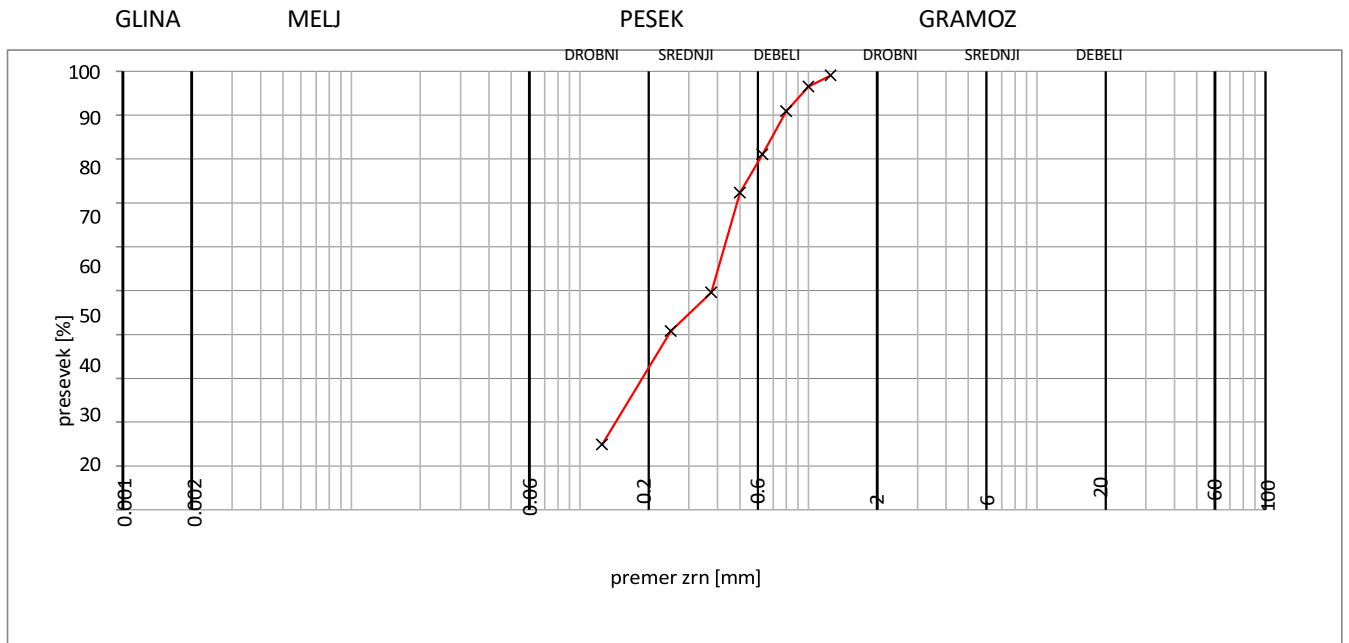 GLINA MELJ PESEK GRAMOZ
DROBNI SREDNJI DEBELI DROBNI SREDNJI DEBELI
100
90
80
70
60
50
40
30
20
presevek [%]
0.001 0.002 0.06 0.2 0.6 2 6 20 60 100
premer zrn [mm]